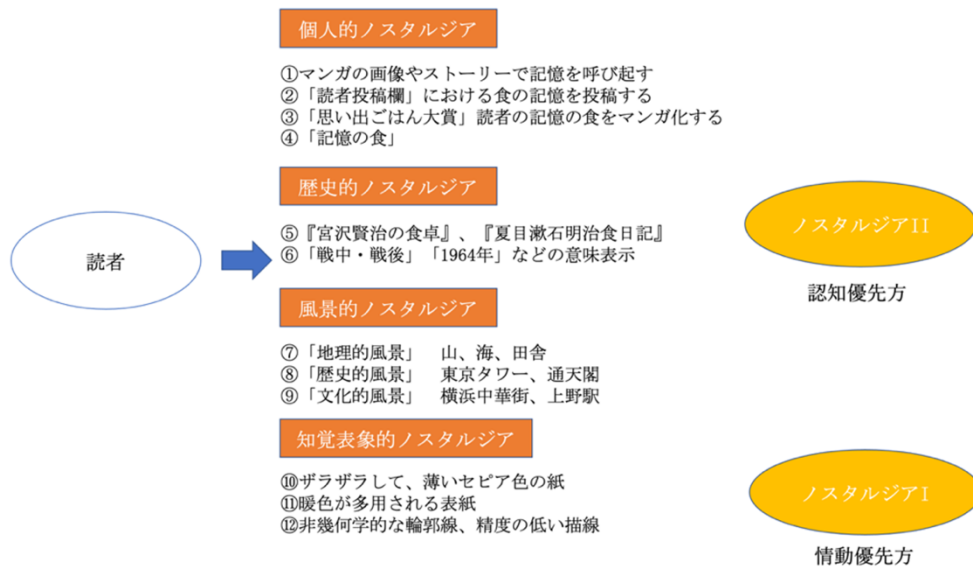 個人的ノスタルジア
①マンガの画像やストーリーで記憶を呼び起す
②「読者投稿欄」における食の記憶を投稿する
③「思い出ごはん大賞」読者の記憶の食をマンガ化する
④「記憶の食」
歴史的ノスタルジア
⑤『宮沢賢治の食卓』、『夏目漱石明治食日記』
⑥「戦中・戦後」「1964年」などの意味表示
読者
ノスタルジアII
認知優先方
風景的ノスタルジア
⑦「地理的風景」 山、海、田舎
⑧「歴史的風景」 東京タワー、通天閣
⑨「文化的風景」 横浜中華街、上野駅
知覚表象的ノスタルジア
⑩ザラザラして、薄いセピア色の紙
⑪暖色が多用される表紙
⑫非幾何学的な輪郭線、精度の低い描線
ノスタルジアI
情動優先方